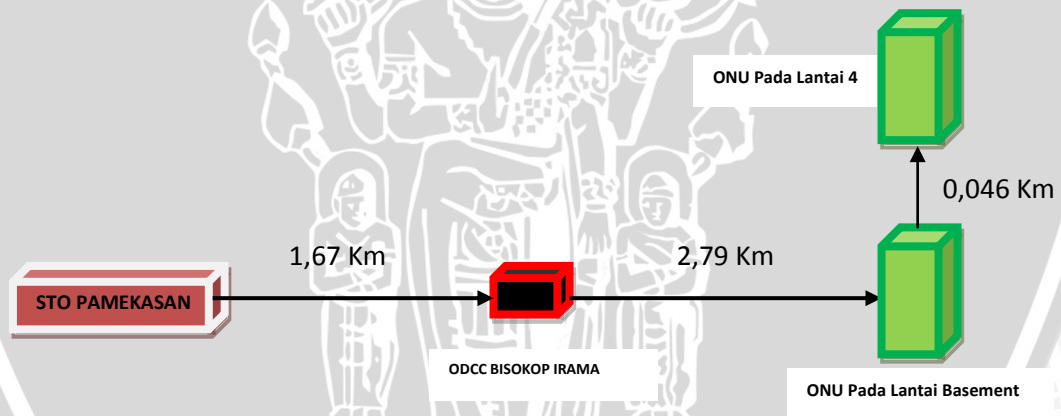 ONU Pada Lantai 4
0,046 Km
1,67 Km
2,79 Km
STO PAMEKASAN
ODCC BISOKOP IRAMA
ONU Pada Lantai Basement